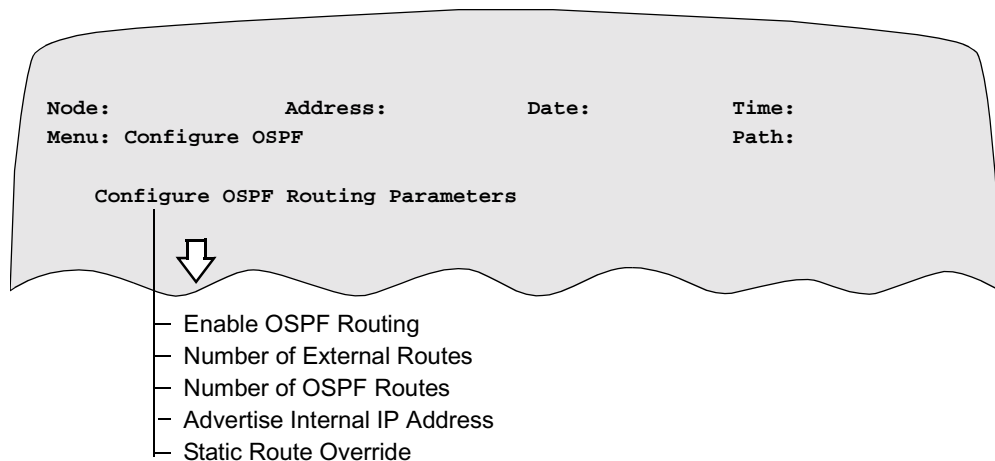 Node: Address: Date: Time:
Menu: Configure OSPF Path:
Configure OSPF Routing Parameters
Enable OSPF Routing
Number of External Routes
Number of OSPF Routes
Advertise Internal IP Address
Static Route Override